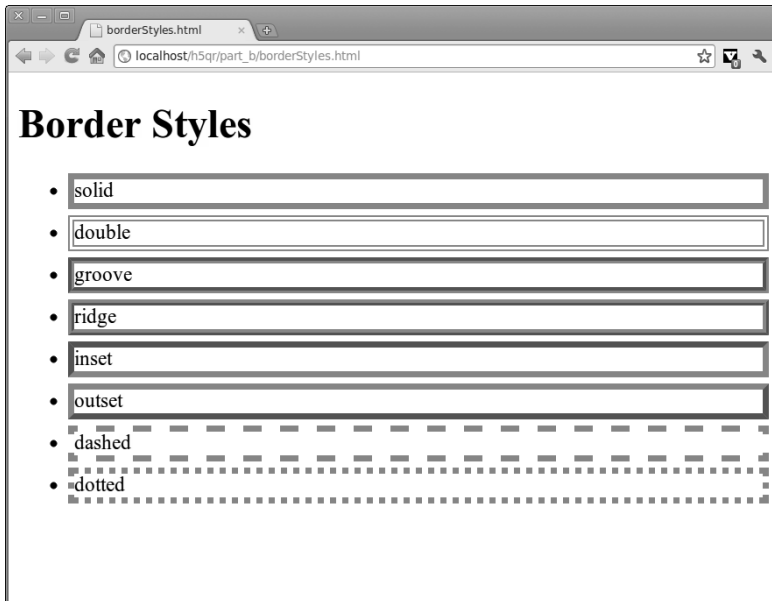 borderStyles.html
localhost/h5qr/part_b/borderStyles.html
Border Styles
solid
double
groove
ridge
inset
outset
dashed
dotted